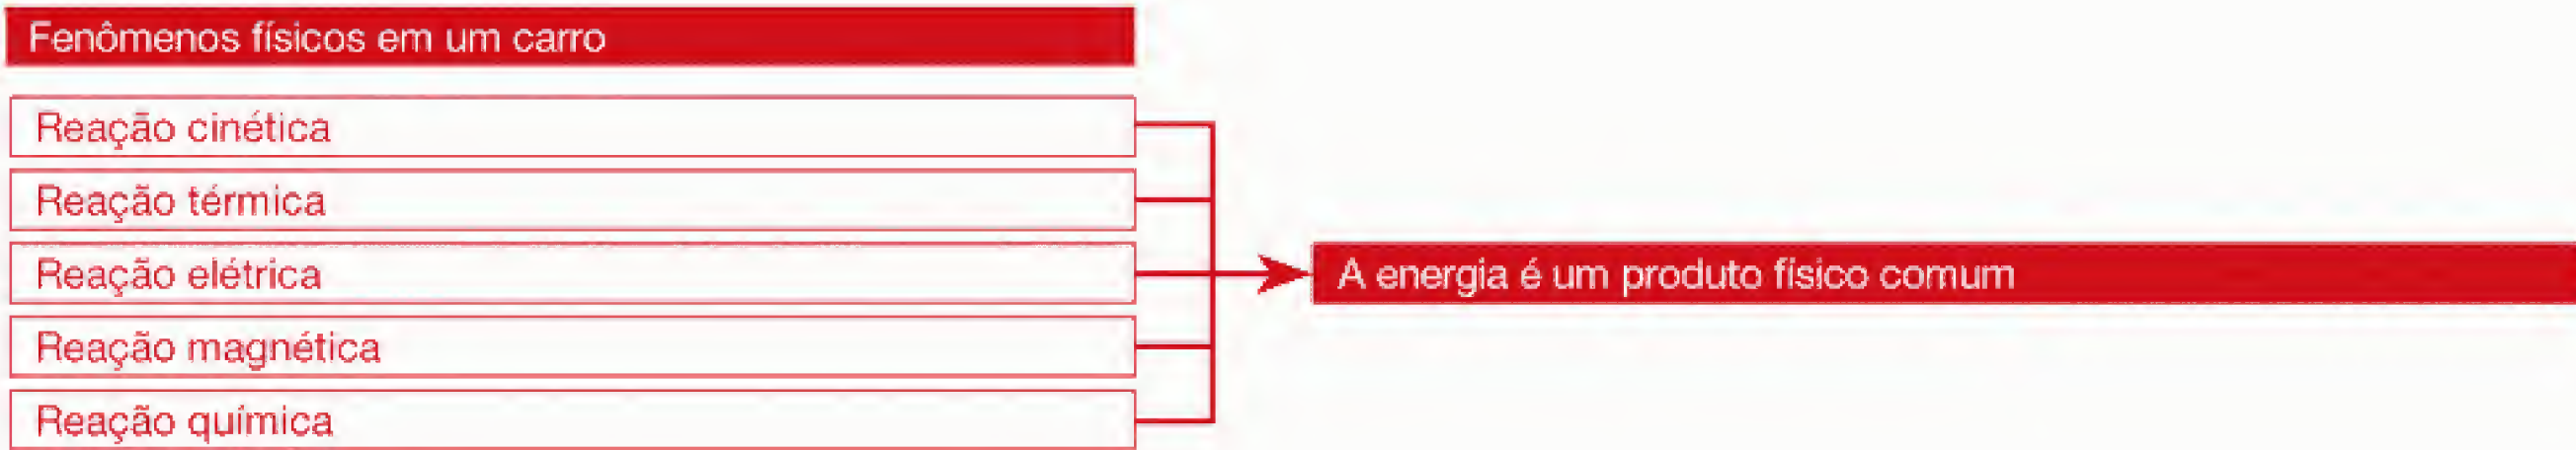 Fenômenos físicos em um carro
Reação cinética
Reação térmica
Reação elétrica
A energia é um produto físico comum
Reação magnética
Reação química